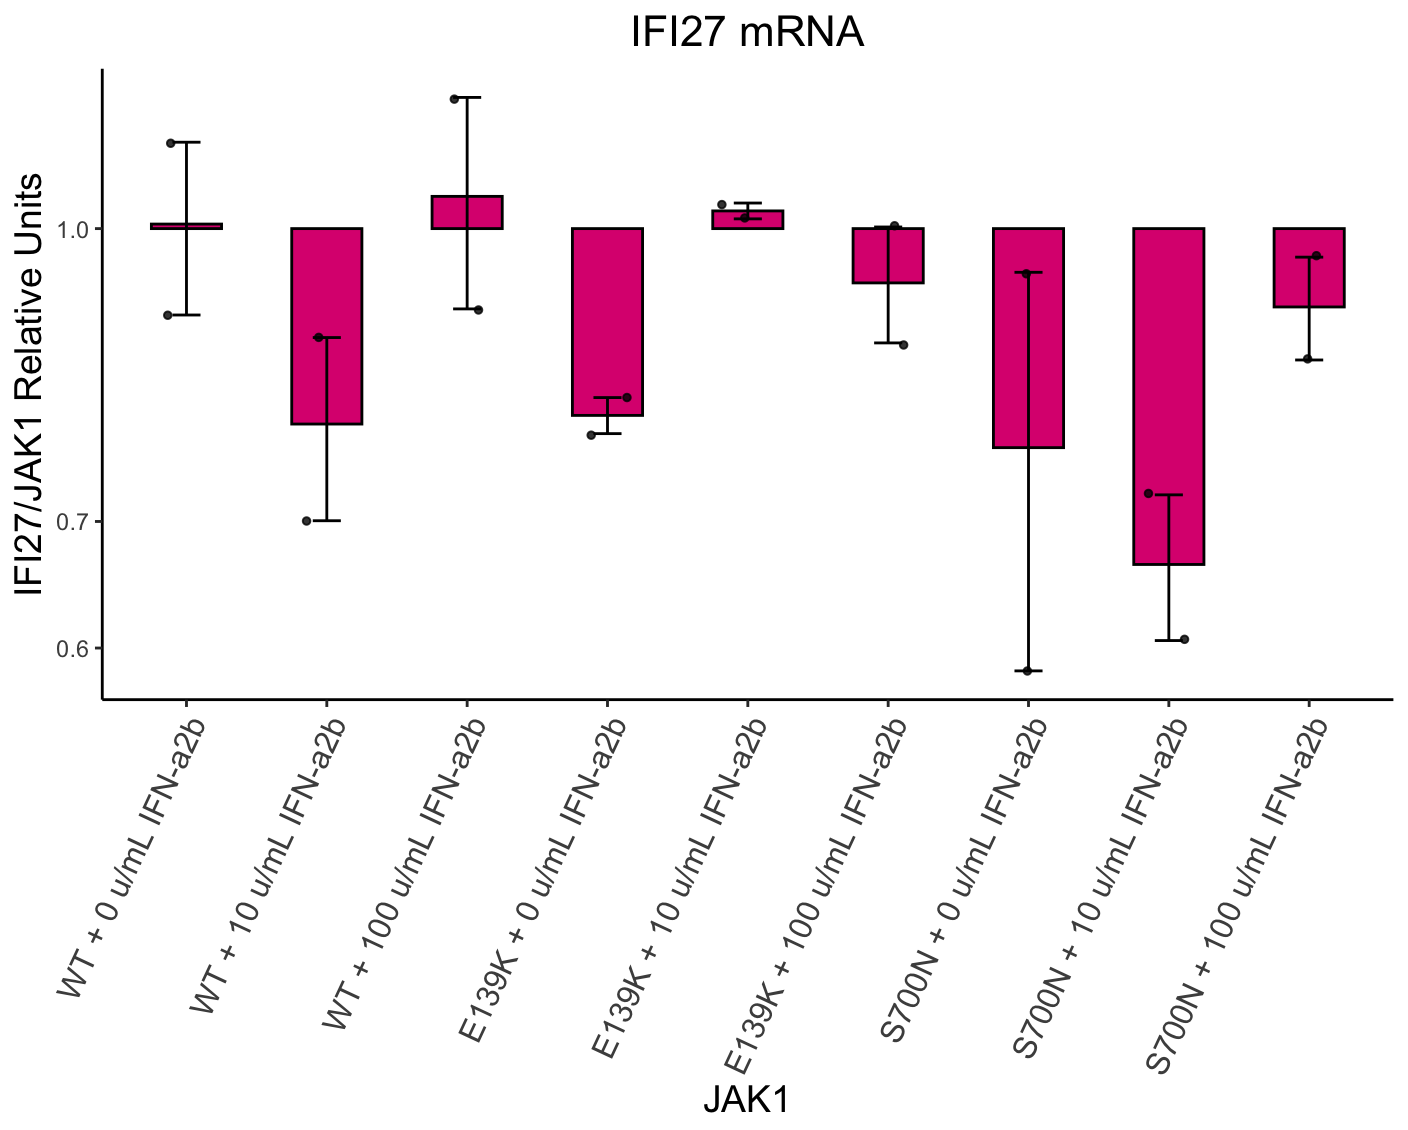 IFI27 mRNA
IFI27/JAK1 Relative Units
1.0
0.7
0.6
WT + 0 u/mL IFN-a2b
WT + 10 u/mL IFN-a2b
WT + 100 u/mL IFN-a2b
E139K + 0 u/mL IFN-a2b
E139K + 10 u/mL IFN-a2b
E139K + 100 u/mL IFN-a2b
S700N + 0 u/mL IFN-a2b
S700N + 10 u/mL IFN-a2b
S700N + 100 u/mL IFN-a2b
JAK1